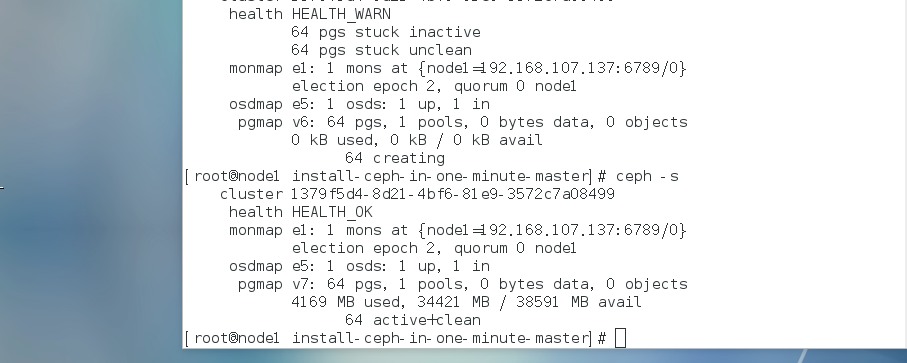 health HEALTH_WARN
64 pgs stuck inactive
64 pgs stuck unclean
monmap e1: 1 mons at {node1=192.168.107.137:6789/0}
election epoch 2, quorum 0 node1
osdmap e5: 1 osds: 1 up, 1 in
pgmap v6: 64 pgs, 1 pools, 0 bytes data, 0 objects
0 kB used, 0 kB / 0 kB avail
64 creating
[root@node1 install-ceph-in-one-minute-master]# ceph -s
cluster 1379f5d4-8d21-4bf6-81e9-3572c7a08499
health HEALTH_OK
monmap e1: 1 mons at {node1=192.168.107.137:6789/0}
election epoch 2, quorum 0 node1
osdmap e5: 1 osds: 1 up, 1 in
pgmap v7: 64 pgs, 1 pools, 0 bytes data, 0 objects
4169 MB used, 34421 MB / 38591 MB avail
64 active+clean
[root@node1 install-ceph-in-one-minute-master]#